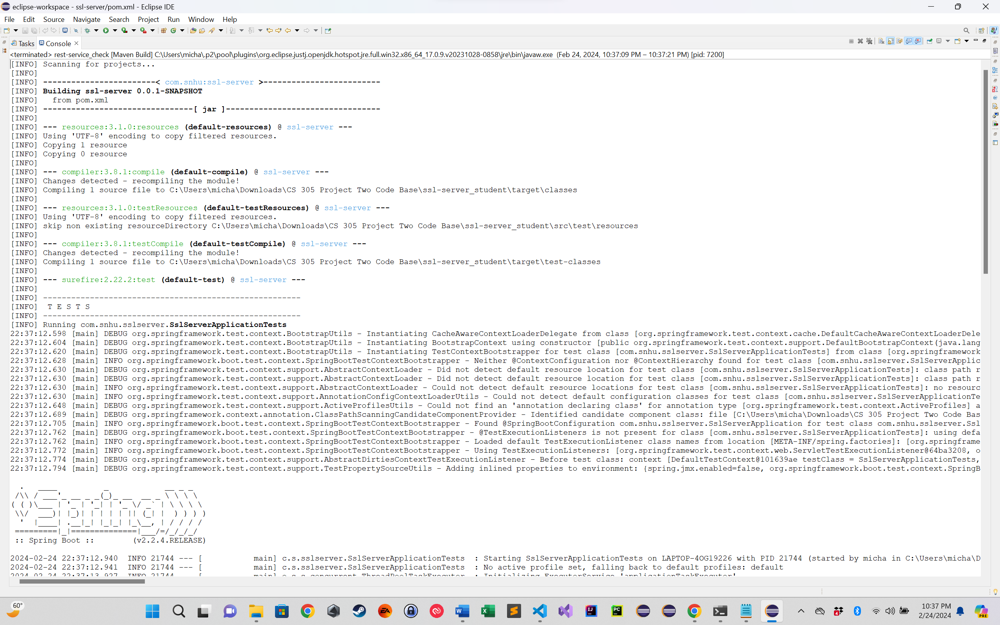 eclipse-workspace - ssl-server/pom.xml - Eclipse IDE
File Edit Source Navigate Search Project Run Window Help
Tasks Console
<terminated> rest-service_check [Maven Build] C:\Users\micha\.p2\pool\plugins\org.eclipse.justj.openjdk.hotspot.jre.full.win32.x86_64_17.0.9.v20231028-0858\jre\bin\javaw.exe (Feb 24, 2024, 10:37:09 PM – 10:37:21 PM) [pid: 7200]
[INFO] Scanning for projects...
[INFO]
[INFO] ------------------------< com.snhu:ssl-server >-------------------------
[INFO] Building ssl-server 0.0.1-SNAPSHOT
[INFO]   from pom.xml
[INFO] --------------------------------[ jar ]---------------------------------
[INFO]
[INFO] --- resources:3.1.0:resources (default-resources) @ ssl-server ---
[INFO] Using 'UTF-8' encoding to copy filtered resources.
[INFO] Copying 1 resource
[INFO] Copying 0 resource
[INFO]
[INFO] --- compiler:3.8.1:compile (default-compile) @ ssl-server ---
[INFO] Changes detected - recompiling the module!
[INFO] Compiling 1 source file to C:\Users\micha\Downloads\CS 305 Project Two Code Base\ssl-server_student\target\classes
[INFO]
[INFO] --- resources:3.1.0:testResources (default-testResources) @ ssl-server ---
[INFO] Using 'UTF-8' encoding to copy filtered resources.
[INFO] skip non existing resourceDirectory C:\Users\micha\Downloads\CS 305 Project Two Code Base\ssl-server_student\src\test\resources
[INFO]
[INFO] --- compiler:3.8.1:testCompile (default-testCompile) @ ssl-server ---
[INFO] Changes detected - recompiling the module!
[INFO] Compiling 1 source file to C:\Users\micha\Downloads\CS 305 Project Two Code Base\ssl-server_student\target\test-classes
[INFO]
[INFO] --- surefire:2.22.2:test (default-test) @ ssl-server ---
[INFO]
[INFO] -------------------------------------------------------
[INFO]  T E S T S
[INFO] -------------------------------------------------------
[INFO] Running com.snhu.sslserver.SslServerApplicationTests
22:37:12.598 [main] DEBUG org.springframework.test.context.BootstrapUtils - Instantiating CacheAwareContextLoaderDelegate from class [org.springframework.test.context.cache.DefaultCacheAwareContextLoaderDele
22:37:12.604 [main] DEBUG org.springframework.test.context.BootstrapUtils - Instantiating BootstrapContext using constructor [public org.springframework.test.context.support.DefaultBootstrapContext(java.lang
22:37:12.620 [main] DEBUG org.springframework.test.context.BootstrapUtils - Instantiating TestContextBootstrapper for test class [com.snhu.sslserver.SslServerApplicationTests] from class [org.springframework
22:37:12.628 [main] INFO org.springframework.boot.test.context.SpringBootTestContextBootstrapper - Neither @ContextConfiguration nor @ContextHierarchy found for test class [com.snhu.sslserver.SslServerApplic
22:37:12.630 [main] DEBUG org.springframework.test.context.support.AbstractContextLoader - Did not detect default resource location for test class [com.snhu.sslserver.SslServerApplicationTests]: class path r
22:37:12.630 [main] DEBUG org.springframework.test.context.support.AbstractContextLoader - Did not detect default resource location for test class [com.snhu.sslserver.SslServerApplicationTests]: class path r
22:37:12.630 [main] INFO org.springframework.test.context.support.AbstractContextLoader - Could not detect default resource locations for test class [com.snhu.sslserver.SslServerApplicationTests]: no resourc
22:37:12.630 [main] INFO org.springframework.test.context.support.AnnotationConfigContextLoaderUtils - Could not detect default configuration classes for test class [com.snhu.sslserver.SslServerApplicationTe
22:37:12.648 [main] DEBUG org.springframework.test.context.support.ActiveProfilesUtils - Could not find an 'annotation declaring class' for annotation type [org.springframework.test.context.ActiveProfiles] a
22:37:12.689 [main] DEBUG org.springframework.context.annotation.ClassPathScanningCandidateComponentProvider - Identified candidate component class: file [C:\Users\micha\Downloads\CS 305 Project Two Code Bas
22:37:12.705 [main] INFO org.springframework.boot.test.context.SpringBootTestContextBootstrapper - Found @SpringBootConfiguration com.snhu.sslserver.SslServerApplication for test class com.snhu.sslserver.Ssl
22:37:12.762 [main] DEBUG org.springframework.boot.test.context.SpringBootTestContextBootstrapper - @TestExecutionListeners is not present for class [com.snhu.sslserver.SslServerApplicationTests]: using defa
22:37:12.762 [main] INFO org.springframework.boot.test.context.SpringBootTestContextBootstrapper - Loaded default TestExecutionListener class names from location [META-INF/spring.factories]: [org.springframe
22:37:12.772 [main] INFO org.springframework.boot.test.context.SpringBootTestContextBootstrapper - Using TestExecutionListeners: [org.springframework.test.context.web.ServletTestExecutionListener@64ba3208, o
22:37:12.774 [main] DEBUG org.springframework.test.context.support.AbstractDirtiesContextTestExecutionListener - Before test class: context [DefaultTestContext@101639ae testClass = SslServerApplicationTests,
22:37:12.794 [main] DEBUG org.springframework.test.context.support.TestPropertySourceUtils - Adding inlined properties to environment: {spring.jmx.enabled=false, org.springframework.boot.test.context.SpringB
  .   ____          _            __ _ _
 /\\ / ___'_ __ _ _(_)_ __  __ _ \ \ \ \
( ( )\___ | '_ | '_| | '_ \/ _` | \ \ \ \
 \\/  ___)| |_)| | | | | || (_| |  ) ) ) )
  '  |____| .__|_| |_|_| |_\__, | / / / /
 =========|_|==============|___/=/_/_/_/
 :: Spring Boot ::        (v2.2.4.RELEASE)
2024-02-24 22:37:12.940  INFO 21744 --- [           main] c.s.sslserver.SslServerApplicationTests  : Starting SslServerApplicationTests on LAPTOP-4OG19226 with PID 21744 (started by micha in C:\Users\micha\D
2024-02-24 22:37:12.941  INFO 21744 --- [           main] c.s.sslserver.SslServerApplicationTests  : No active profile set, falling back to default profiles: default
2024-02-24 22:37:13.927  INFO 21744 --- [           main] o.s.s.concurrent.ThreadPoolTaskExecutor  : Initializing ExecutorService 'applicationTaskExecutor'
60°
10:37 PM
2/24/2024
PRE